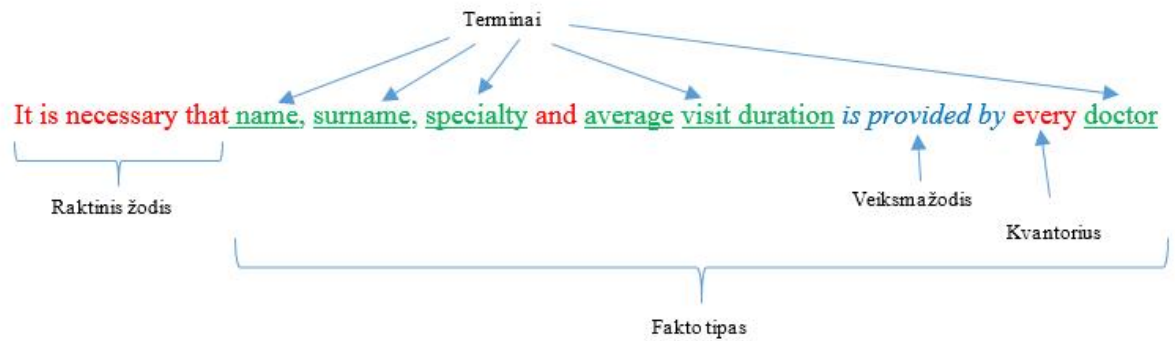 Terminai
It is necessary that name, surname, specialty and average visit duration is provided by every doctor
Raktinis žodis
Veiksmažodis
Kvantorius
Fakto tipas